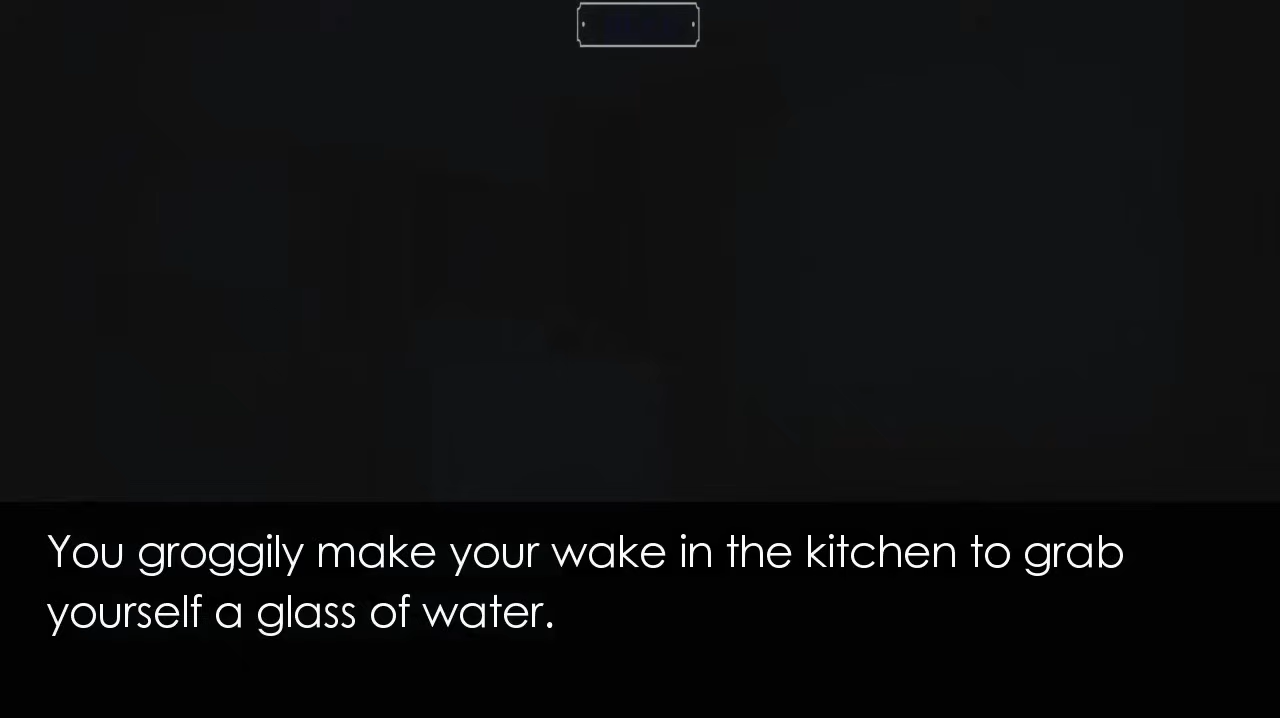 You groggily make your wake in the kitchen to grab
yourself a glass of water.